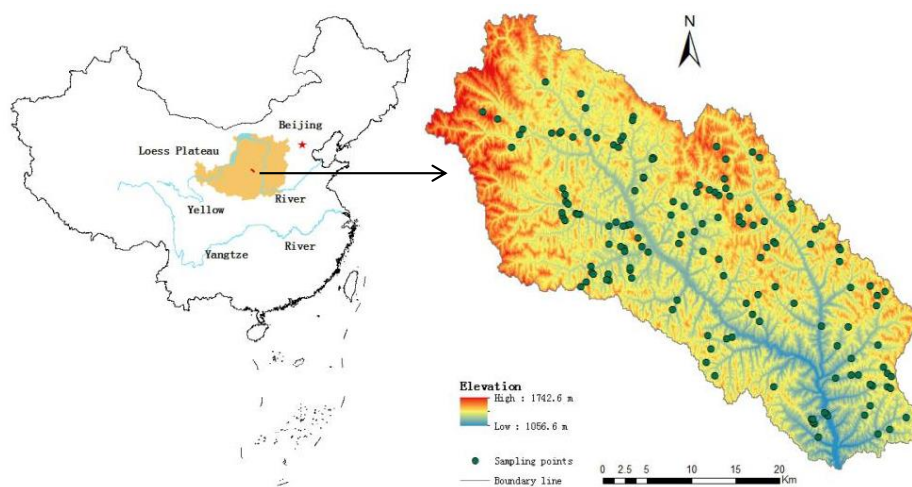 Beijing
Loess Plateau
Yellow
River
Yangtze
River
N
Elevation
High : 1742.6 m
Low : 1056.6 m
Sampling points
Boundary line
0 2.5 5 10 15 20
Km